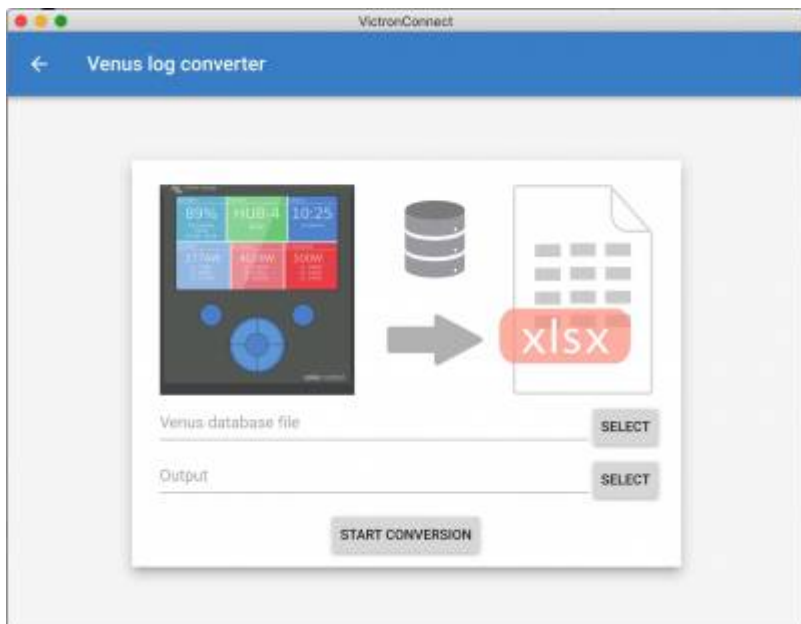 VictronConnect
Venus log converter
89%
HUB-4
10:25
xlsx
Venus database file
SELECT
Output
SELECT
START CONVERSION